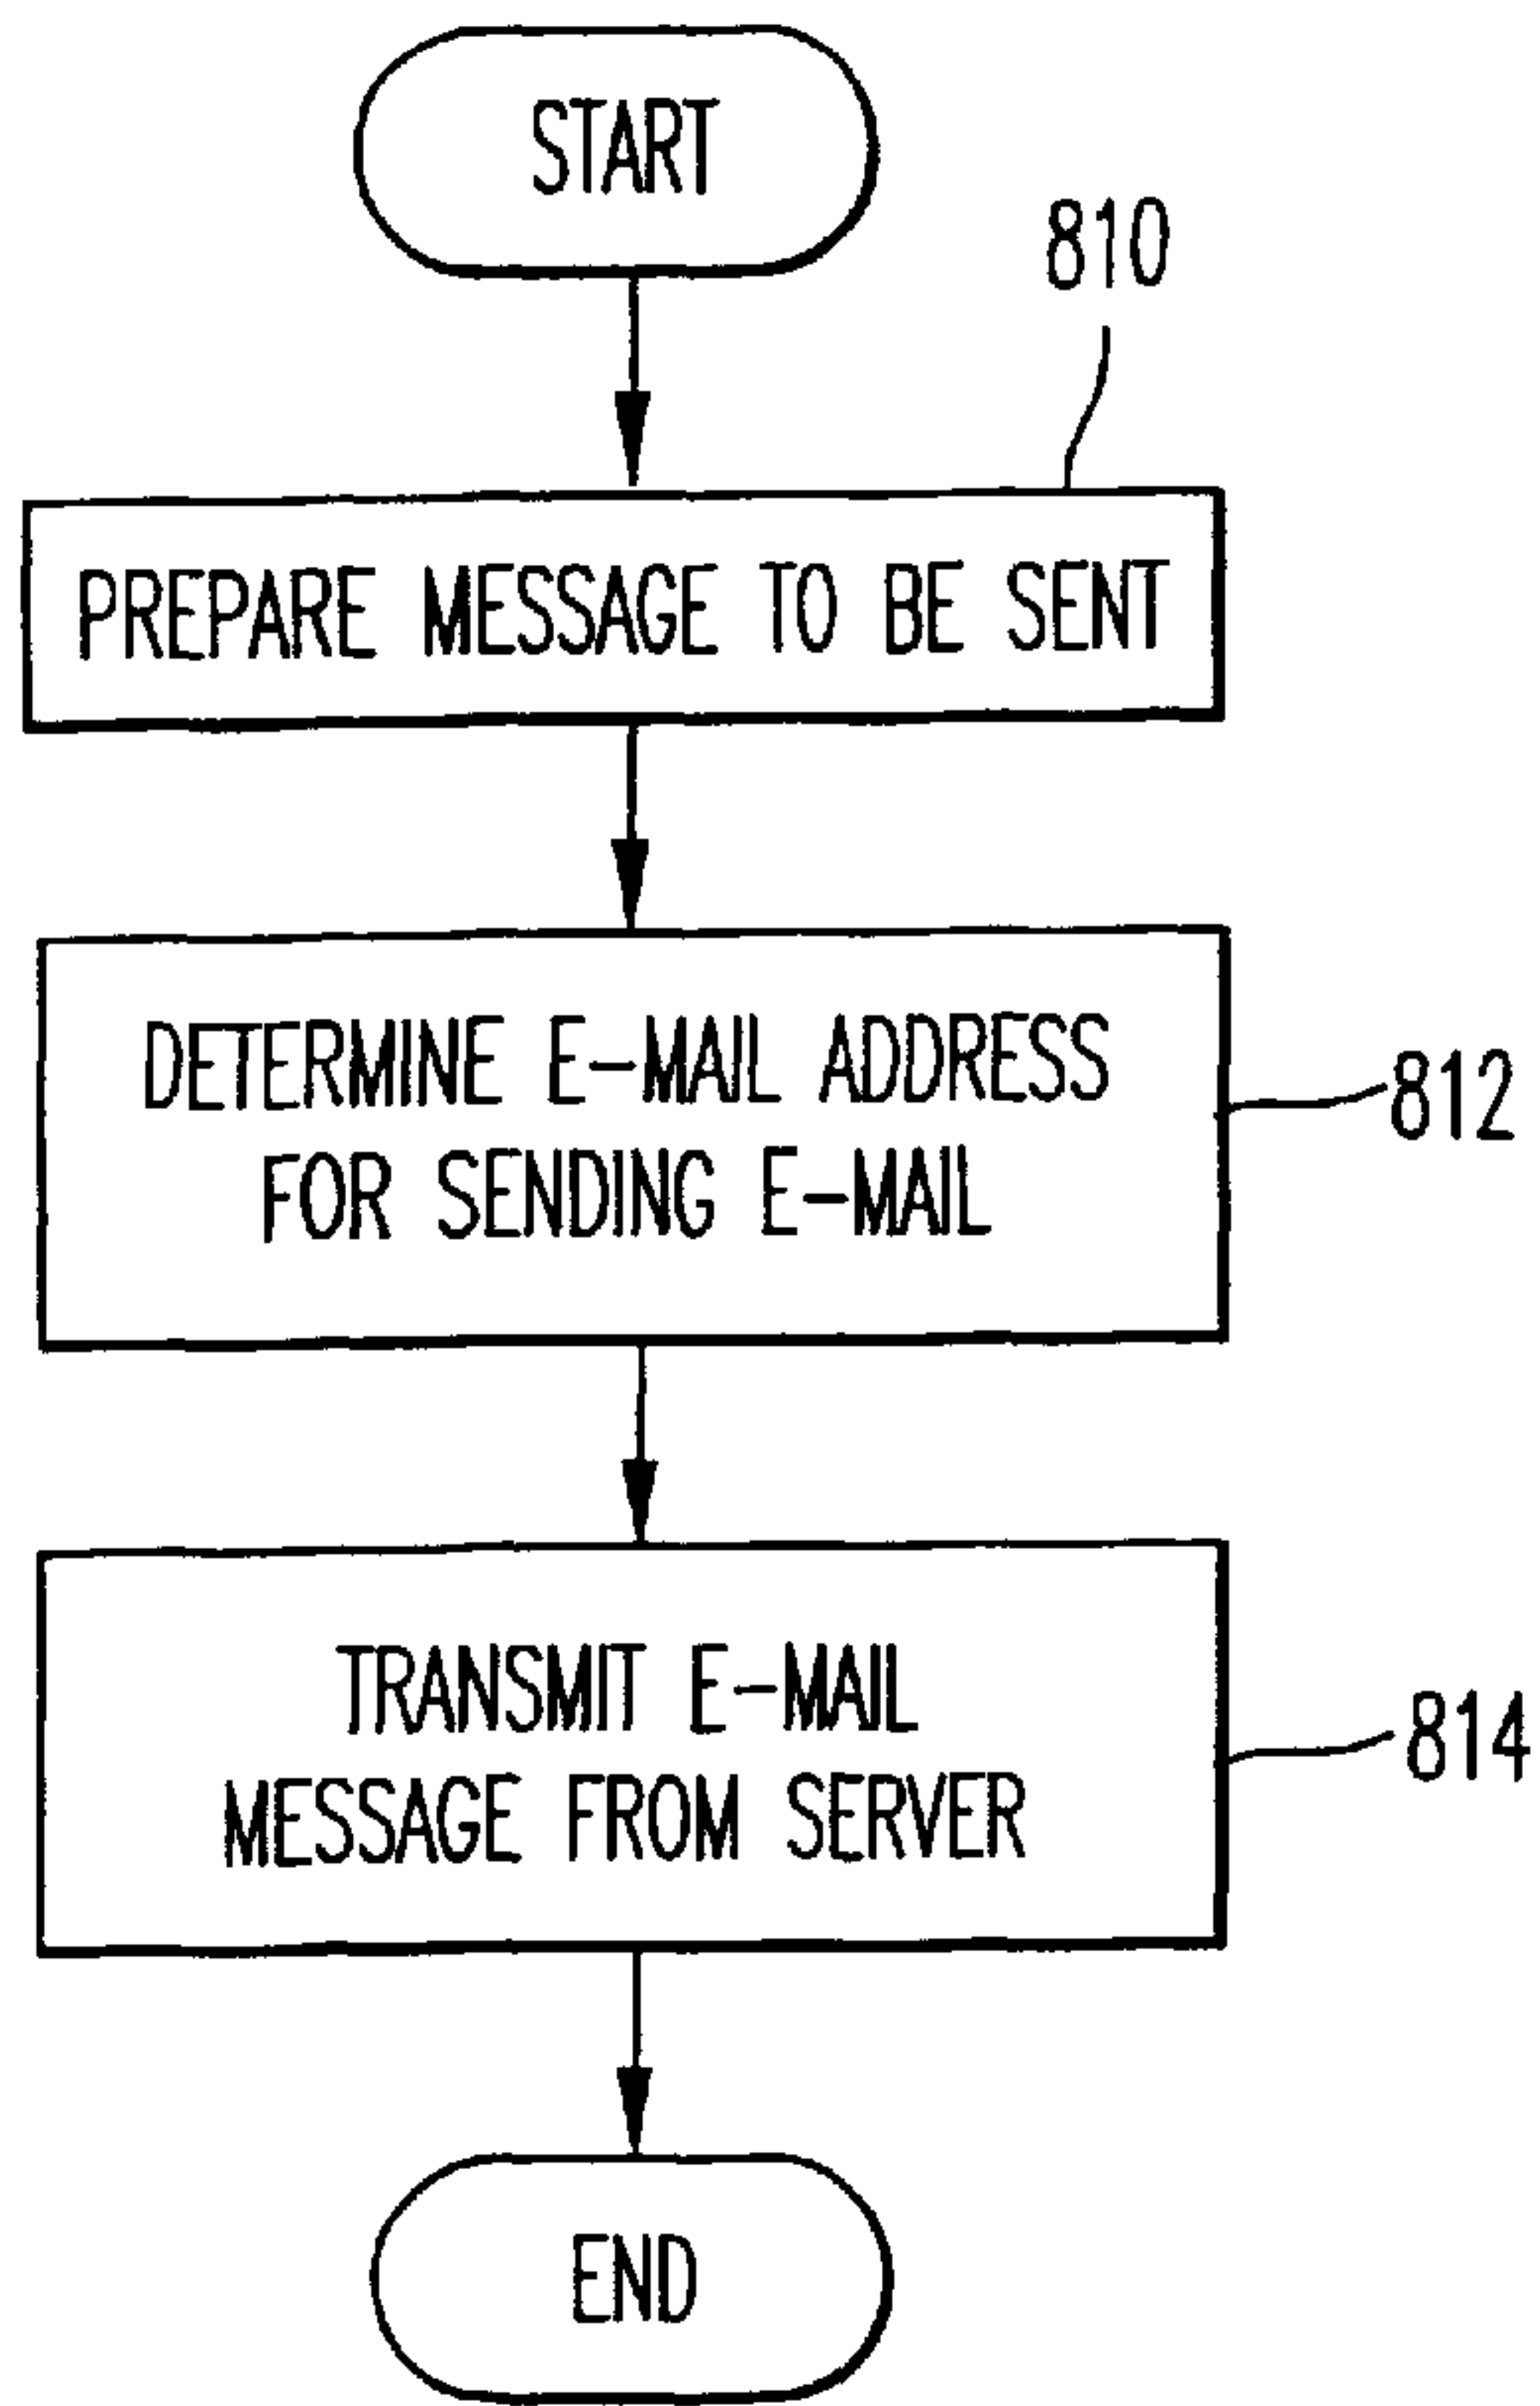 START
810
PREPARE MESSAGE TO BE SENT
DETERMINE E-MAIL ADDRESS
FOR SENDING E-MAIL
812
TRANSMIT E-MAIL
MESSAGE FROM SERVER
814
END